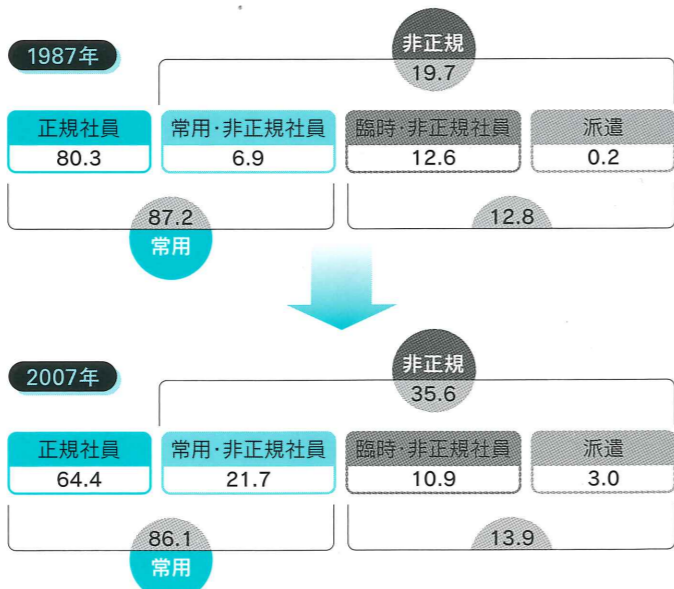 非正規
1987年
19.7
正規社員 常用・非正規社員 臨時・非正規社員 派遣
80.3 6.9 12.6 0.2
87.2 12.8
常用
非正規
2007年
35.6
正規社員 常用・非正規社員 臨時・非正規社員 派遣
64.4 21.7 10.9 3.0
86.1 13.9
常用